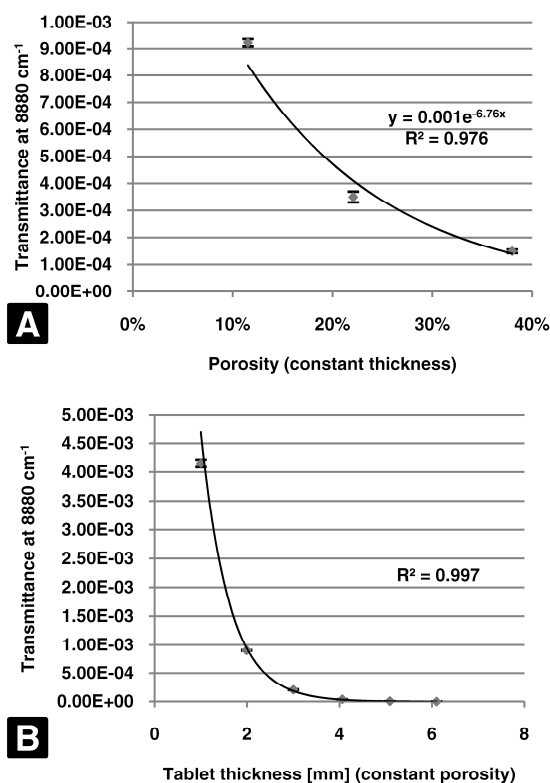 1.00E-03
9.00E-04
8.00E-04
7.00E-04
6.00E-04
5.00E-04
4.00E-04
3.00E-04
2.00E-04
1.00E-04
0.00E+00
Transmittance at 8880 cm⁻¹
y = 0.001e⁻⁶·⁷⁶ˣ
R² = 0.976
0% 10% 20% 30% 40%
Porosity (constant thickness)
A
5.00E-03
4.50E-03
4.00E-03
3.50E-03
3.00E-03
2.50E-03
2.00E-03
1.50E-03
1.00E-03
5.00E-04
0.00E+00
Transmittance at 8880 cm⁻¹
R² = 0.997
0 2 4 6 8
Tablet thickness [mm] (constant porosity)
B